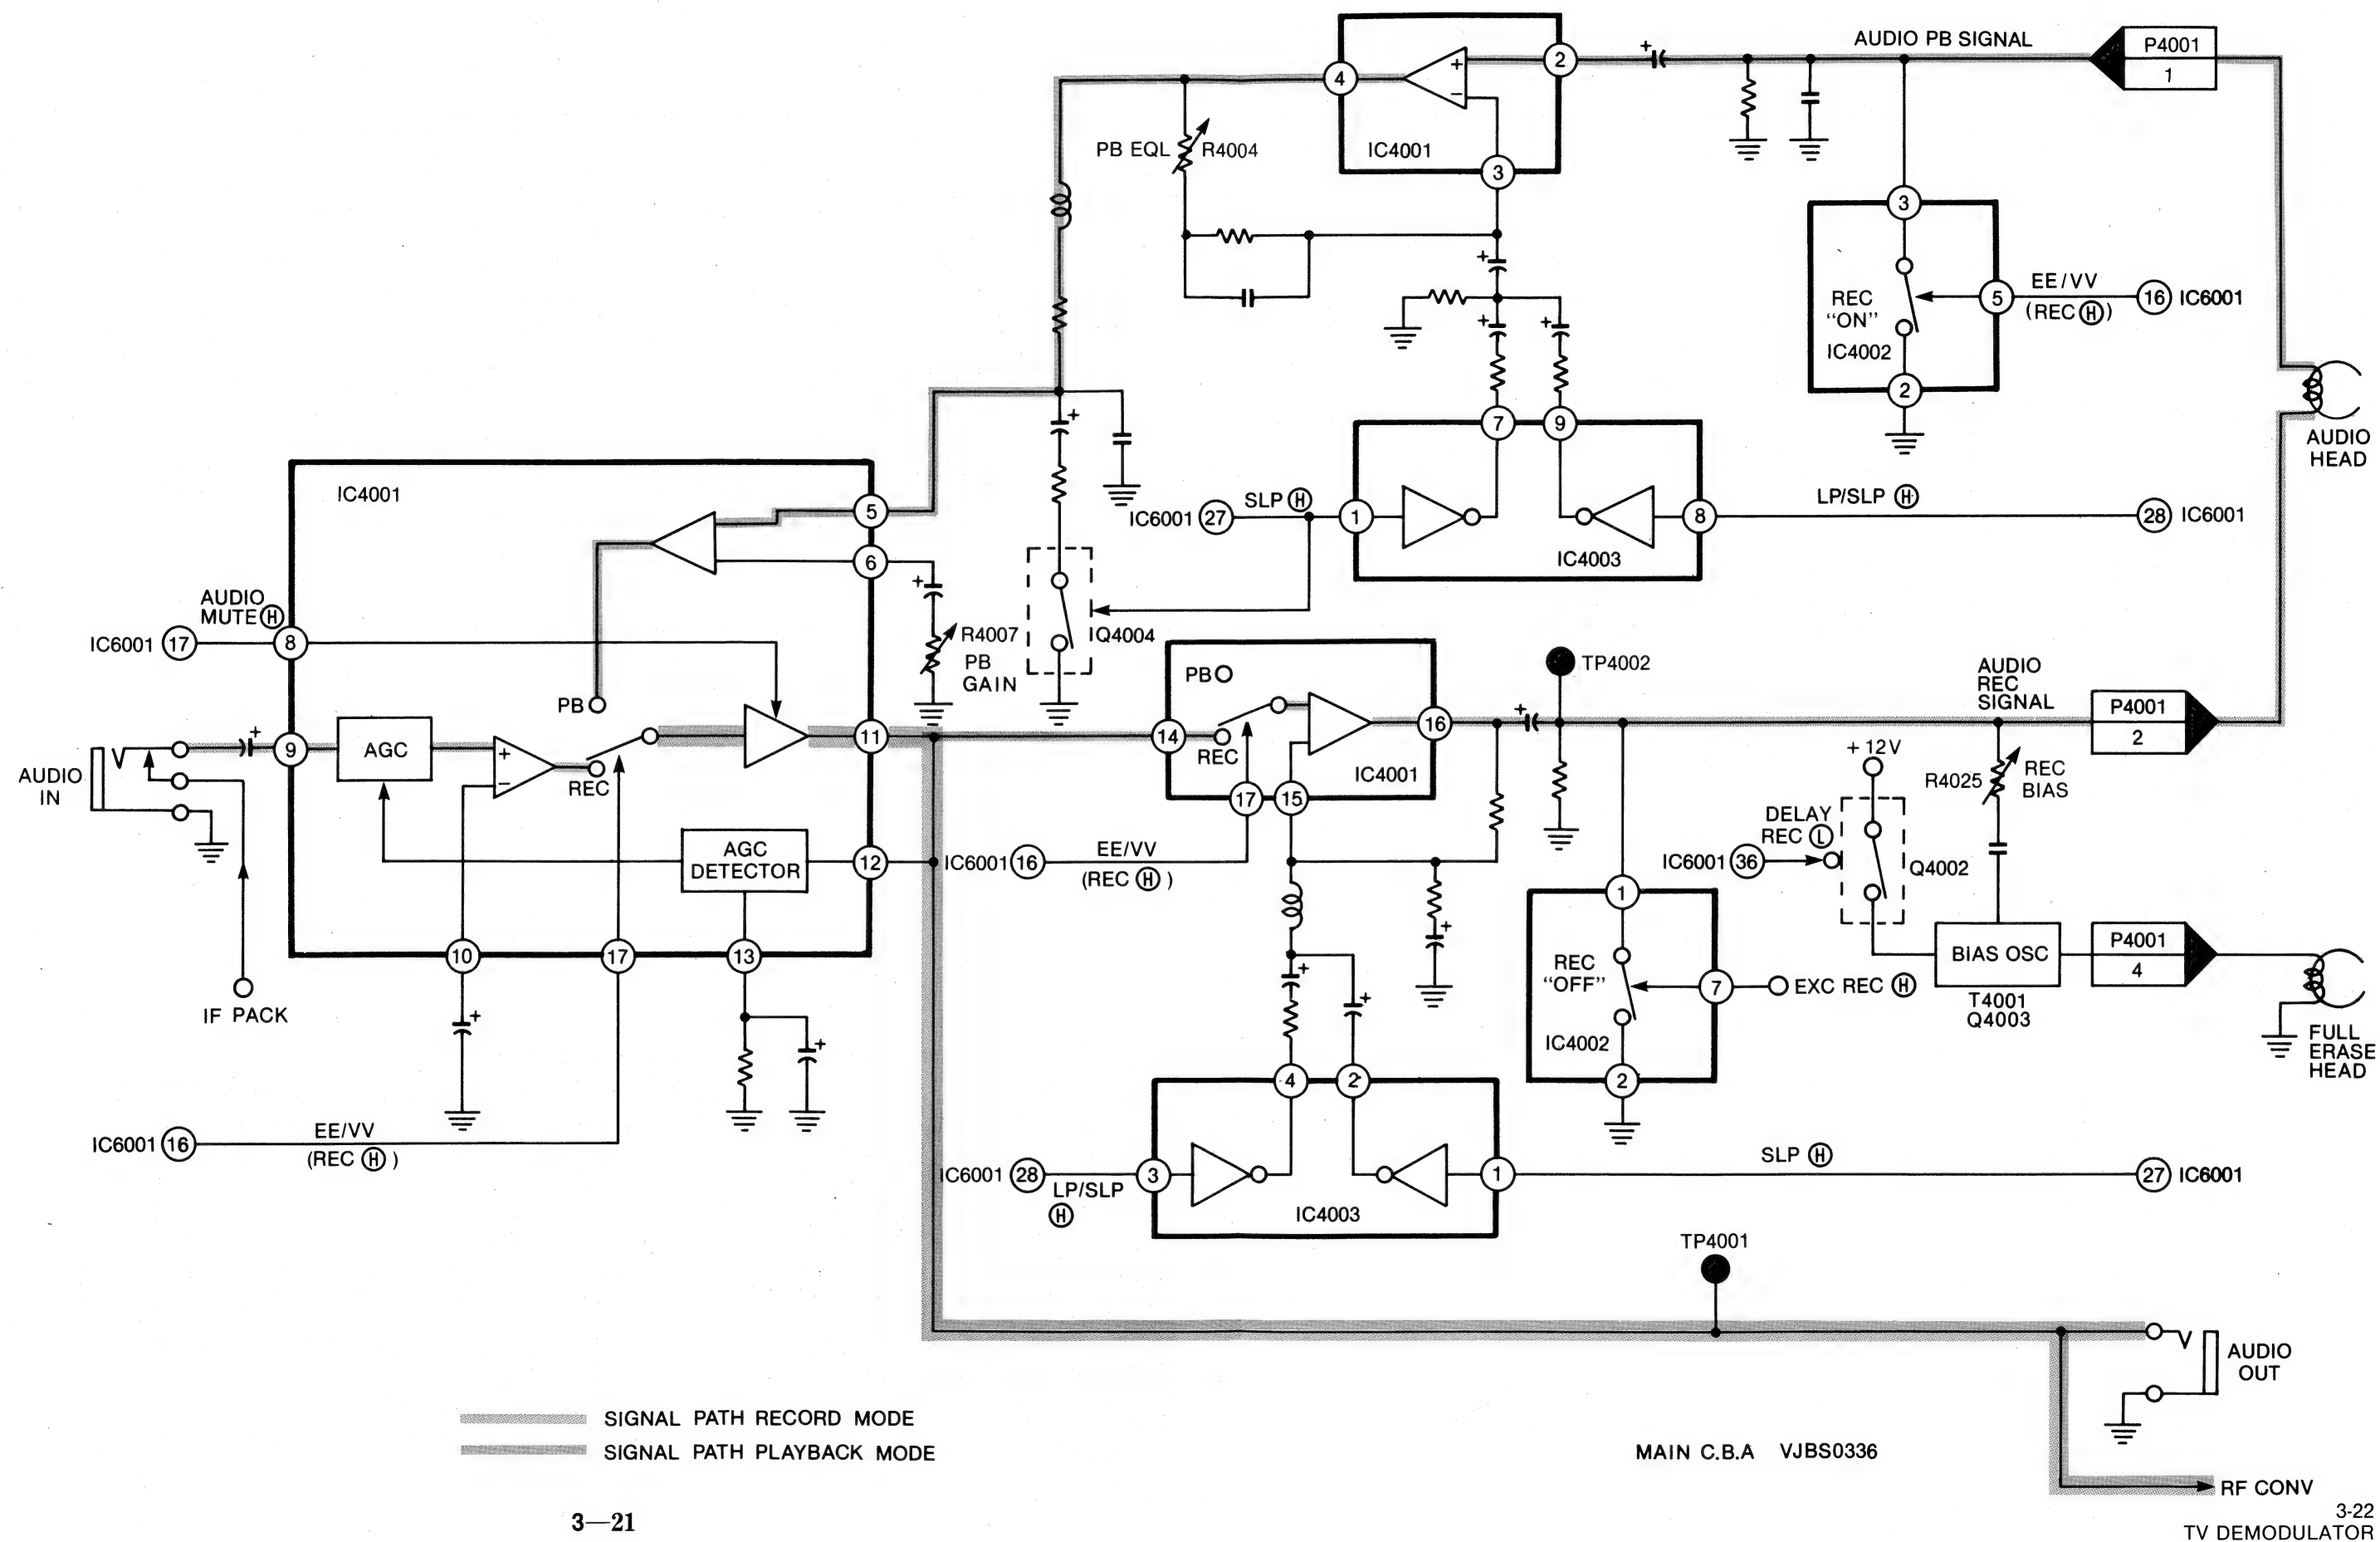 AUDIO PB SIGNAL
P4001
1
+
2
4
+
−
IC4001
3
PB EQL
R4004
3
REC
"ON"
IC4002
5
EE/VV
(REC Ⓗ)
16
IC6001
2
AUDIO
HEAD
+
+
+
7
9
IC6001
27
SLP Ⓗ
1
8
IC4003
LP/SLP Ⓗ
28
IC6001
+
Q4004
IC4001
5
6
+
R4007
PB
GAIN
AUDIO
MUTE Ⓗ
IC6001
17
8
PB
AUDIO
IN
+
9
AGC
+
−
REC
11
AGC
DETECTOR
12
10
17
13
+
+
IF PACK
IC6001
16
EE/VV
(REC Ⓗ)
PB
14
REC
16
IC4001
17
15
IC6001
16
EE/VV
(REC Ⓗ)
+
TP4002
AUDIO
REC
SIGNAL
P4001
2
+12V
R4025
REC
BIAS
DELAY
REC Ⓛ
IC6001
36
Q4002
BIAS OSC
T4001
Q4003
P4001
4
FULL
ERASE
HEAD
1
REC
"OFF"
7
EXC REC Ⓗ
IC4002
2
+
+
+
4
2
IC6001
28
LP/SLP
Ⓗ
3
1
IC4003
SLP Ⓗ
27
IC6001
TP4001
AUDIO
OUT
RF CONV
SIGNAL PATH RECORD MODE
SIGNAL PATH PLAYBACK MODE
MAIN C.B.A VJBS0336
3—21
3-22
TV DEMODULATOR